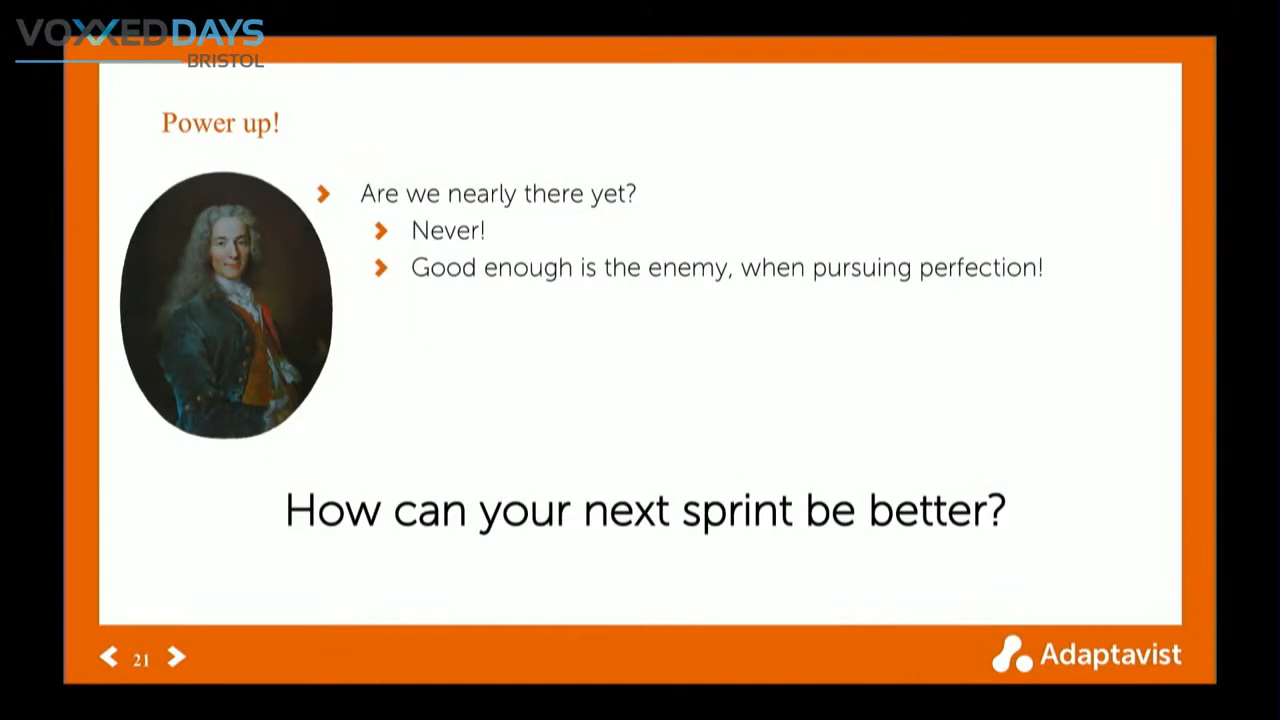 VOXXEDDAYS
BRISTOL
Power up!
Are we nearly there yet?
Never!
Good enough is the enemy, when pursuing perfection!
How can your next sprint be better?
21
Adaptavist